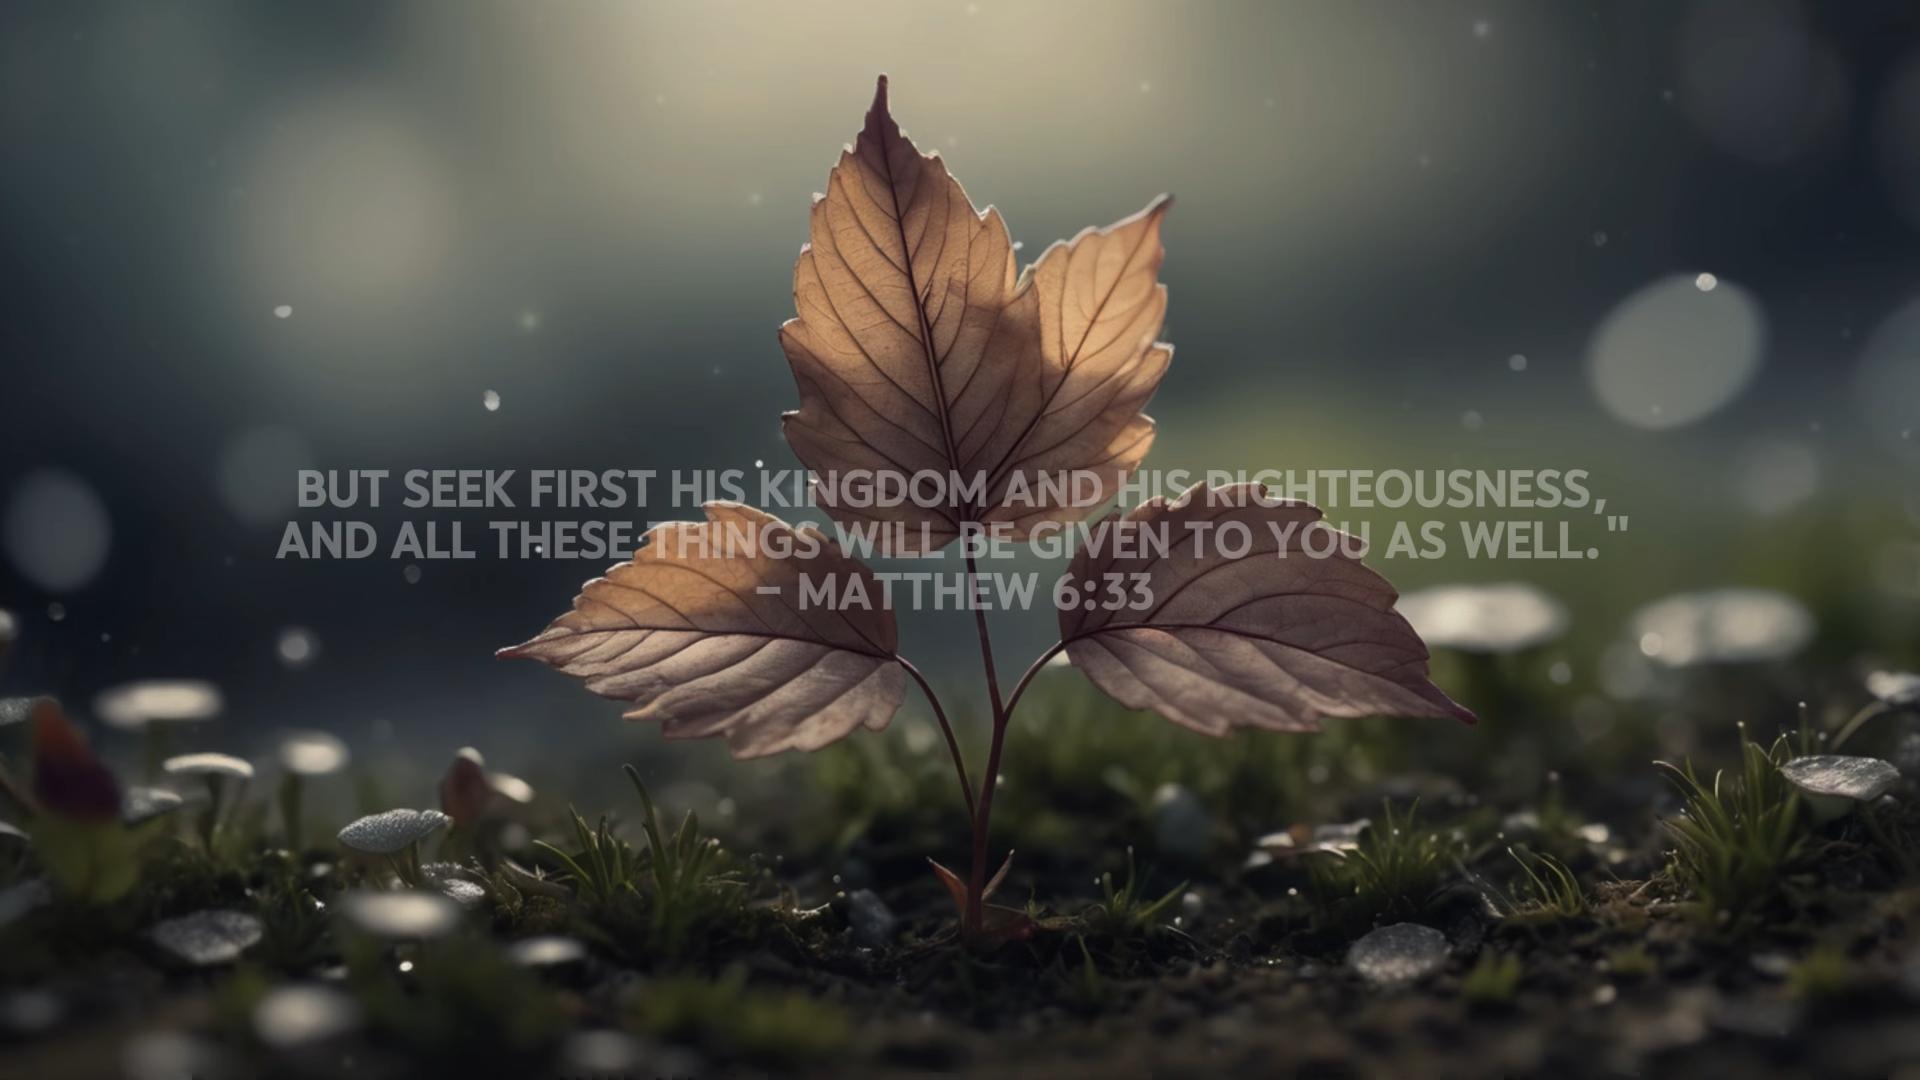 BUT SEEK FIRST HIS KINGDOM AND HIS RIGHTEOUSNESS,
AND ALL THESE THINGS WILL BE GIVEN TO YOU AS WELL."
– MATTHEW 6:33